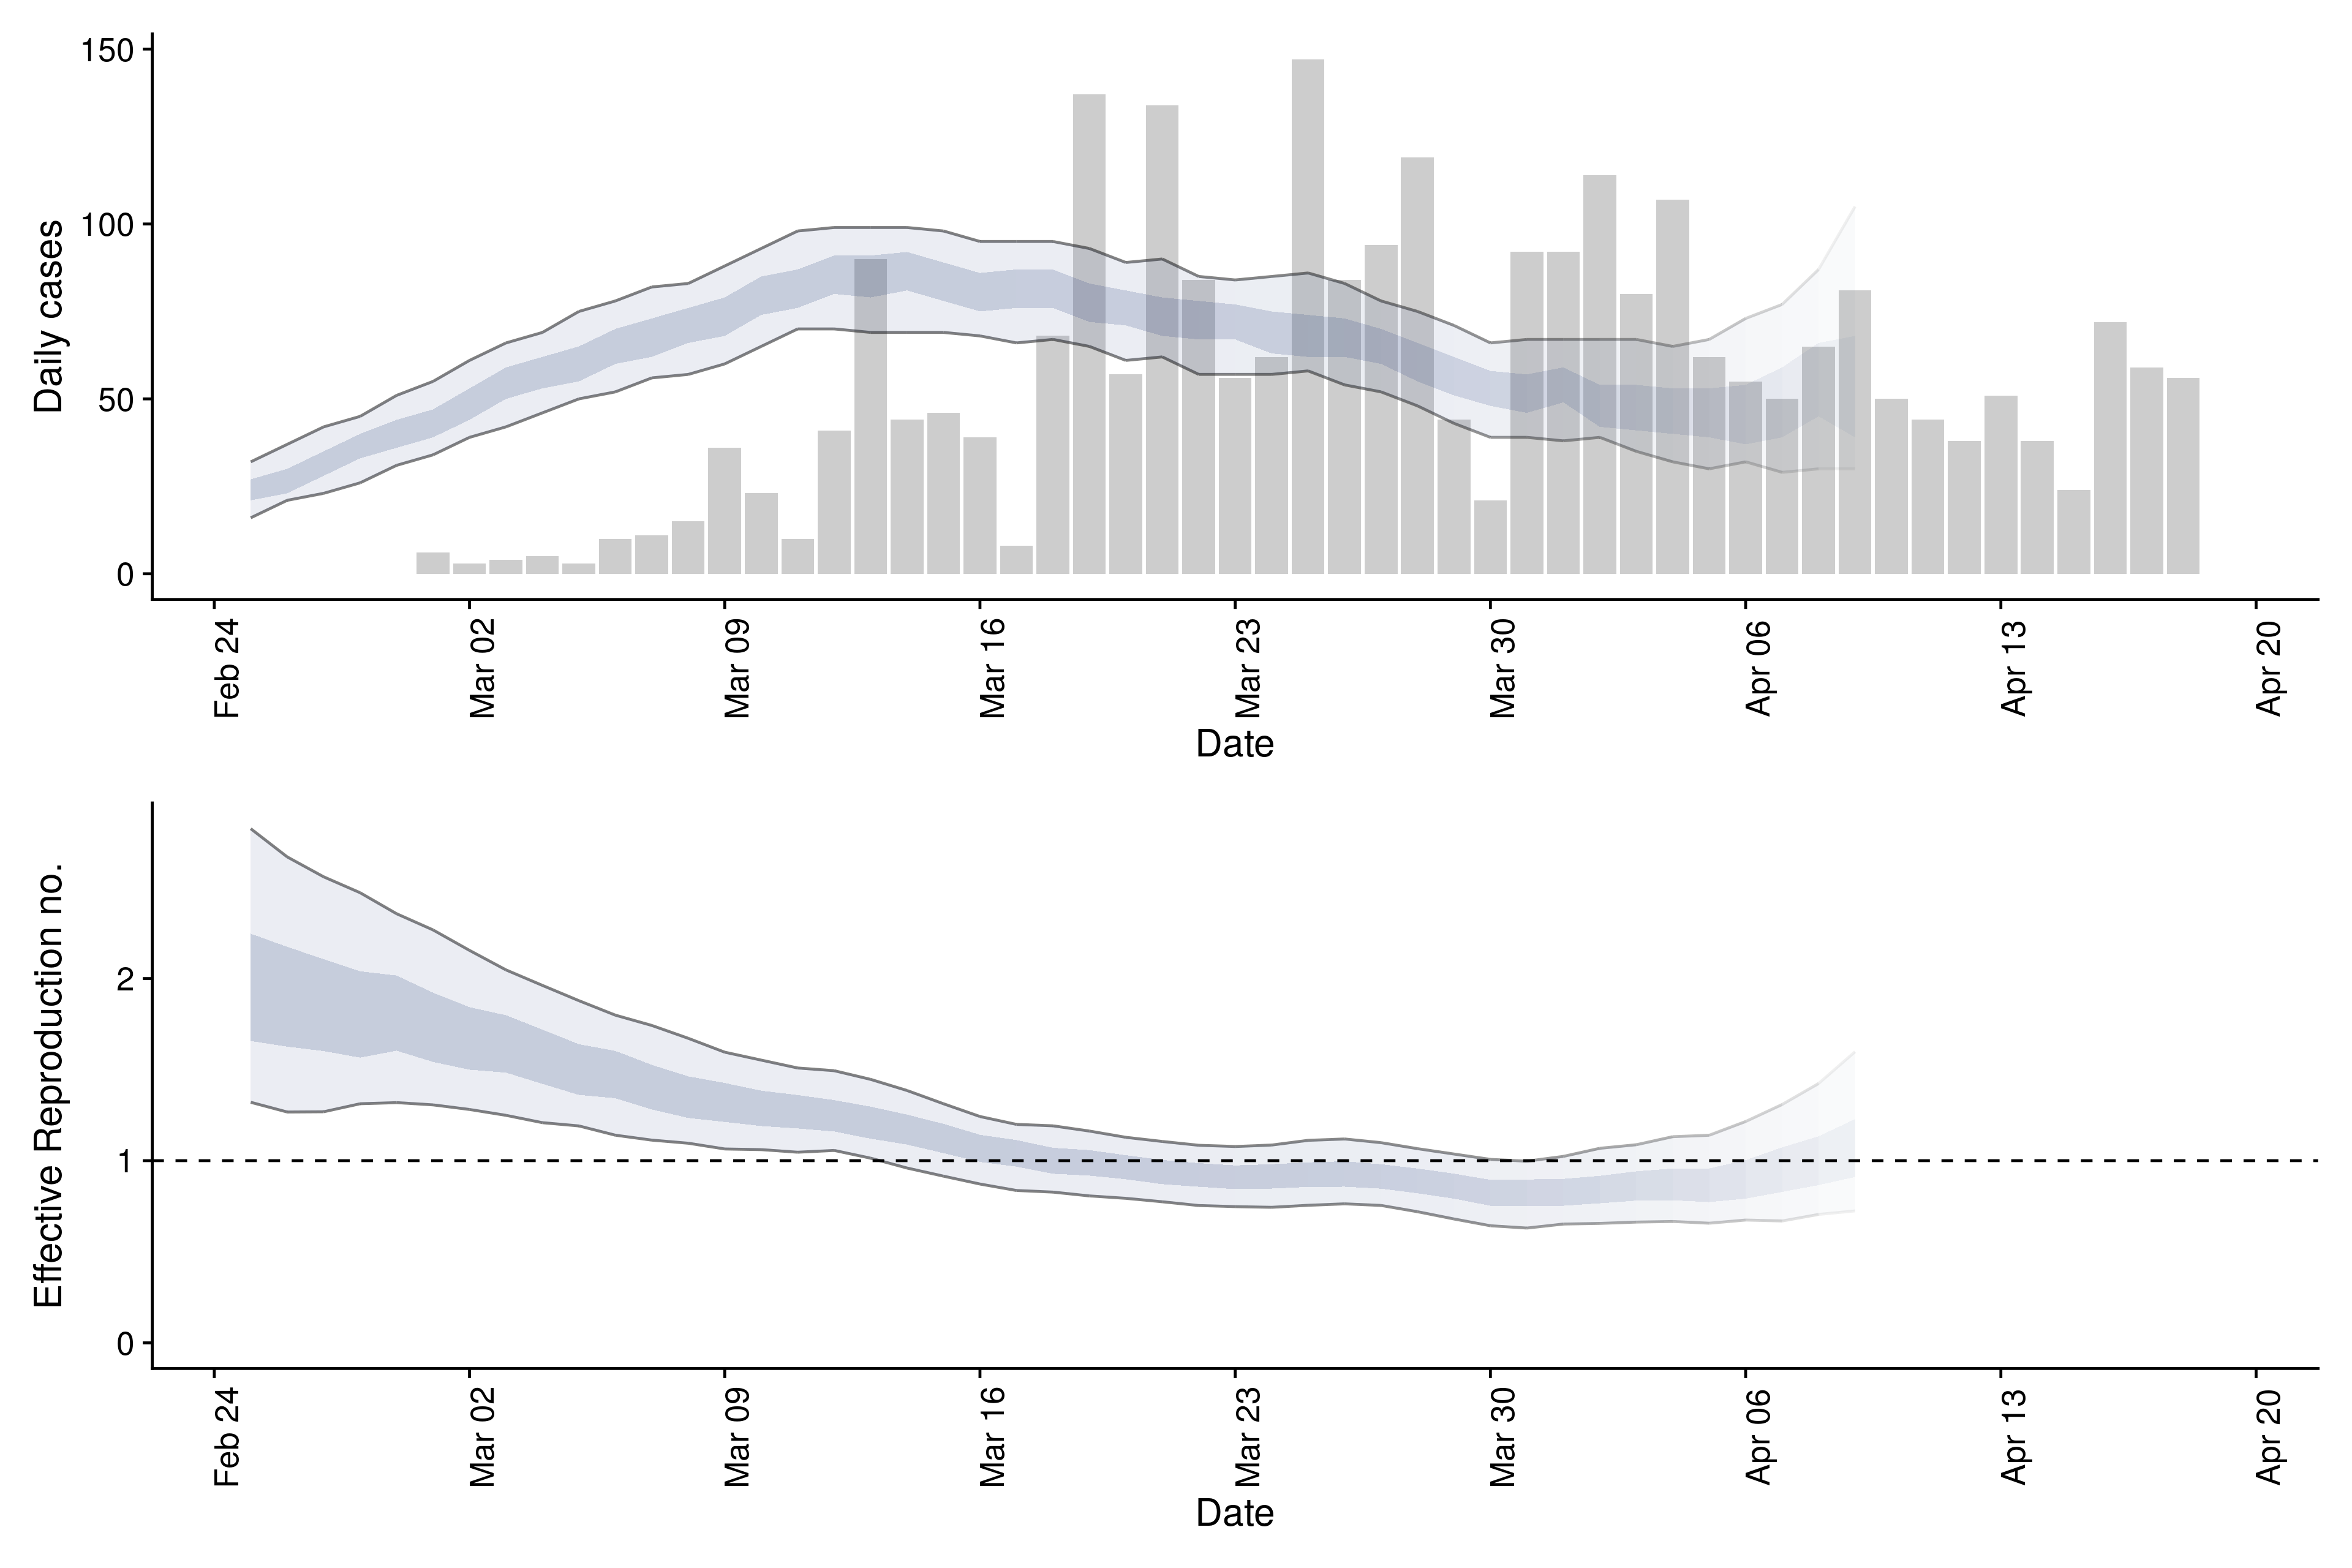 Daily cases
150
100
50
0
Feb 24
Mar 02
Mar 09
Mar 16
Mar 23
Mar 30
Apr 06
Apr 13
Apr 20
Date
Effective Reproduction no.
2
1
0
Feb 24
Mar 02
Mar 09
Mar 16
Mar 23
Mar 30
Apr 06
Apr 13
Apr 20
Date